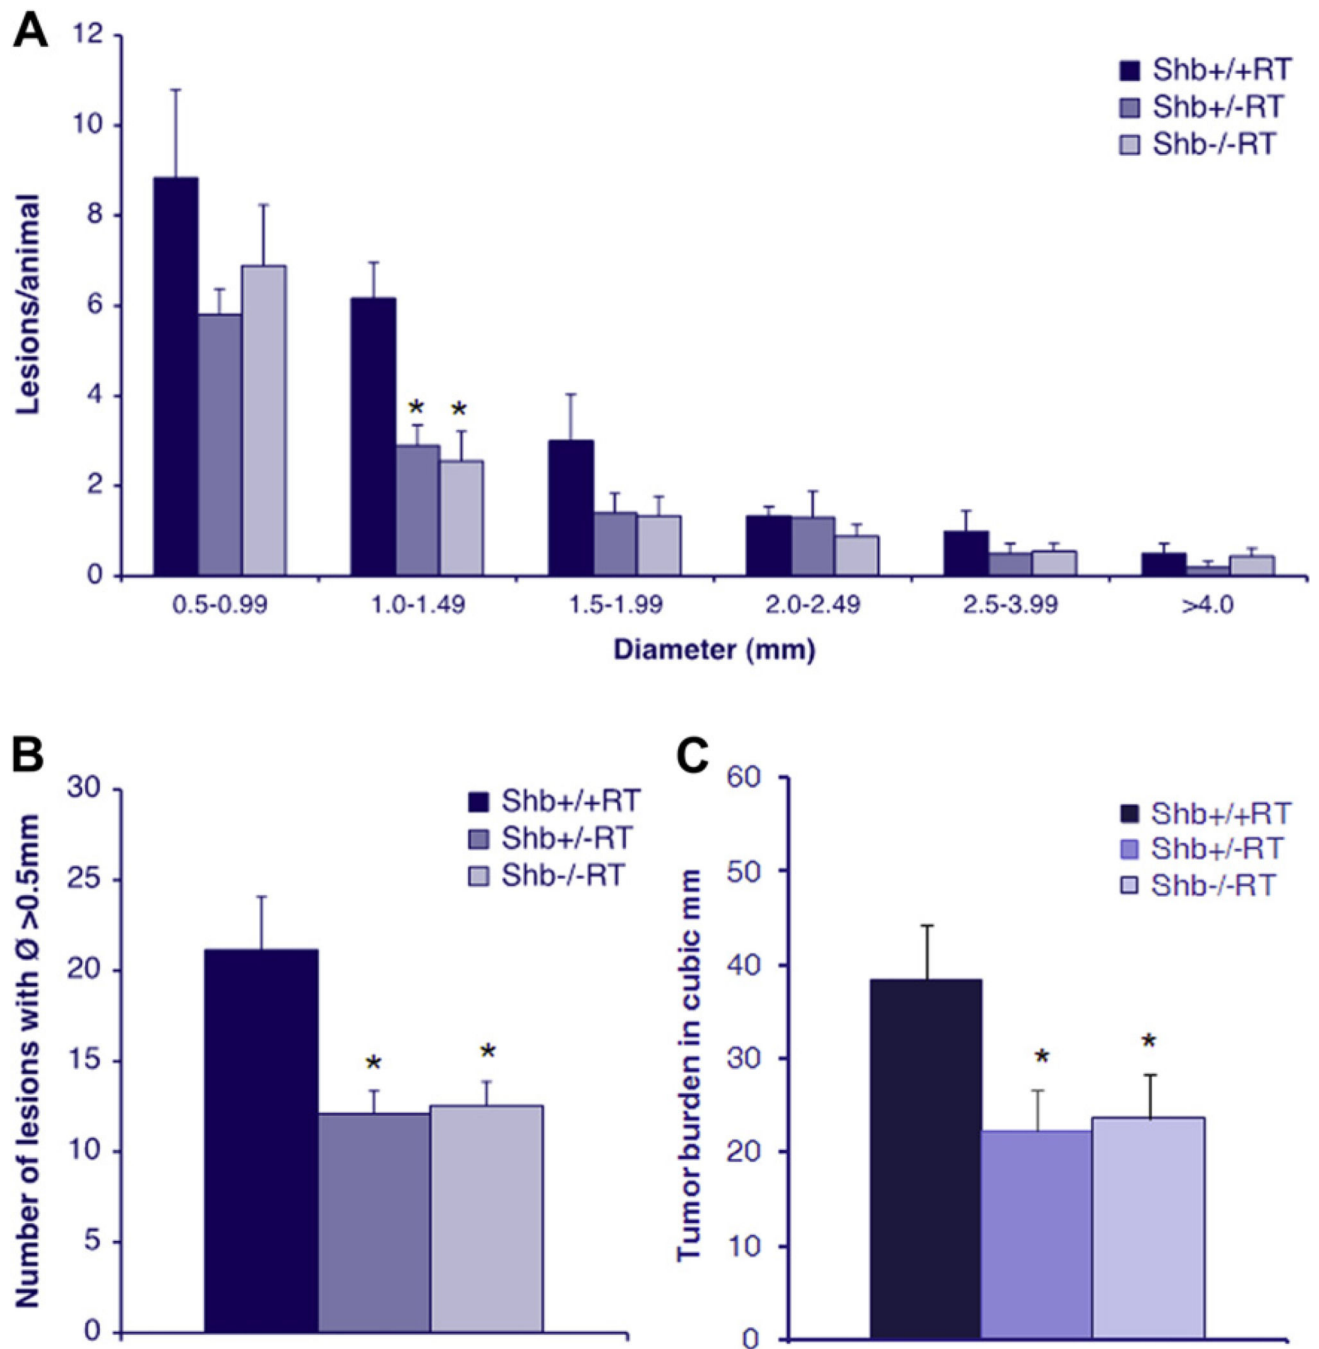 A
12
10
8
6
4
2
0
Lesions/animal
Shb+/+RT
Shb+/-RT
Shb-/-RT
* *
0.5-0.99 1.0-1.49 1.5-1.99 2.0-2.49 2.5-3.99 >4.0
Diameter (mm)
B
30
25
20
15
10
5
0
Number of lesions with Ø >0.5mm
Shb+/+RT
Shb+/-RT
Shb-/-RT
* *
C
60
50
40
30
20
10
0
Tumor burden in cubic mm
Shb+/+RT
Shb+/-RT
Shb-/-RT
* *